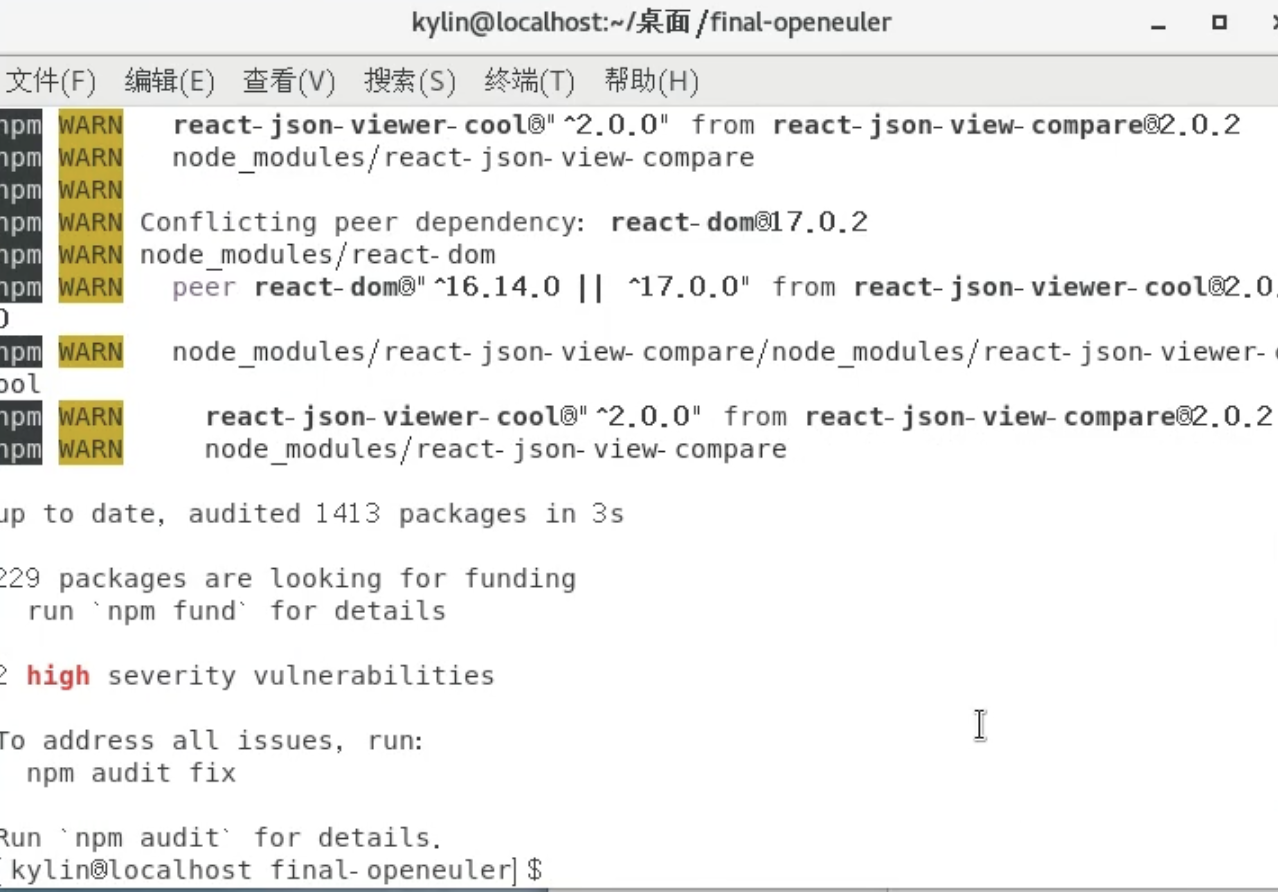 kylin@localhost:~/桌面/final-openeuler
文件(F) 编辑(E) 查看(V) 搜索(S) 终端(T) 帮助(H)
npm WARN   react-json-viewer-cool@"^2.0.0" from react-json-view-compare@2.0.2
npm WARN   node_modules/react-json-view-compare
npm WARN
npm WARN Conflicting peer dependency: react-dom@17.0.2
npm WARN node_modules/react-dom
npm WARN   peer react-dom@"^16.14.0 || ^17.0.0" from react-json-viewer-cool@2.0.
0
npm WARN   node_modules/react-json-view-compare/node_modules/react-json-viewer-c
ool
npm WARN     react-json-viewer-cool@"^2.0.0" from react-json-view-compare@2.0.2
npm WARN     node_modules/react-json-view-compare
up to date, audited 1413 packages in 3s
229 packages are looking for funding
  run `npm fund` for details
2 high severity vulnerabilities
To address all issues, run:
  npm audit fix
Run `npm audit` for details.
[kylin@localhost final-openeuler]$